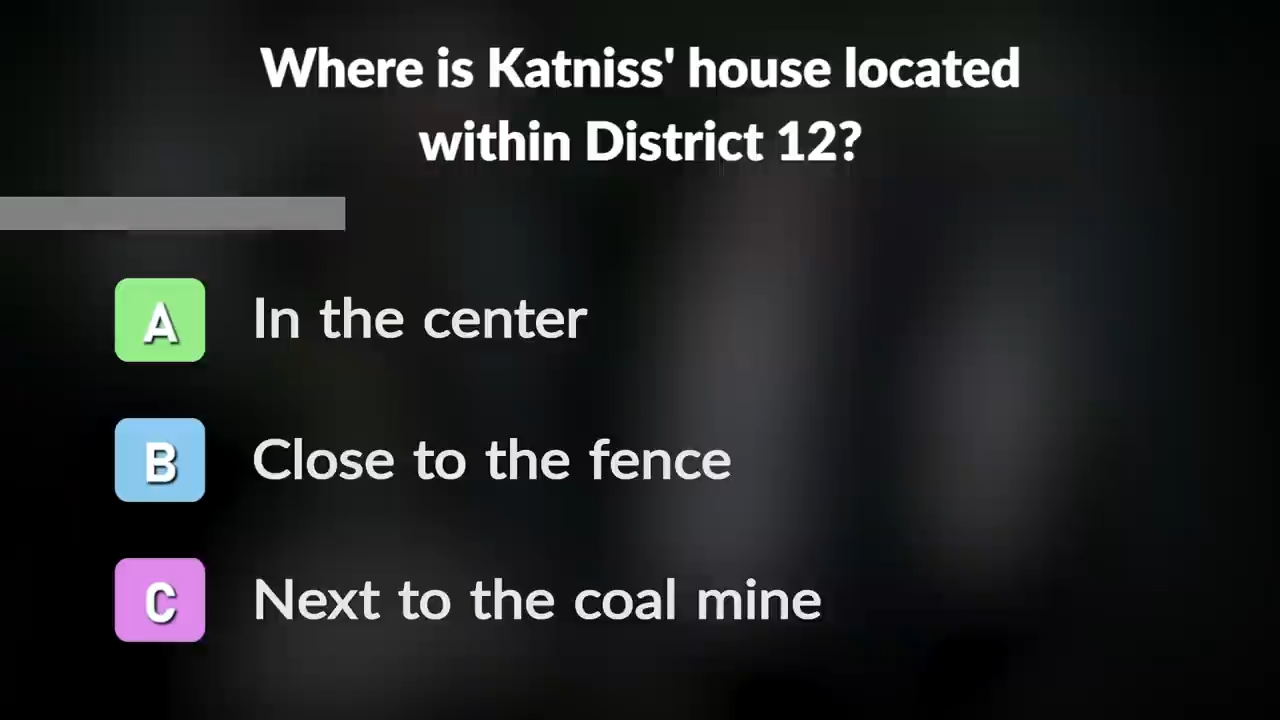 Where is Katniss' house located
within District 12?
A In the center
B Close to the fence
C Next to the coal mine